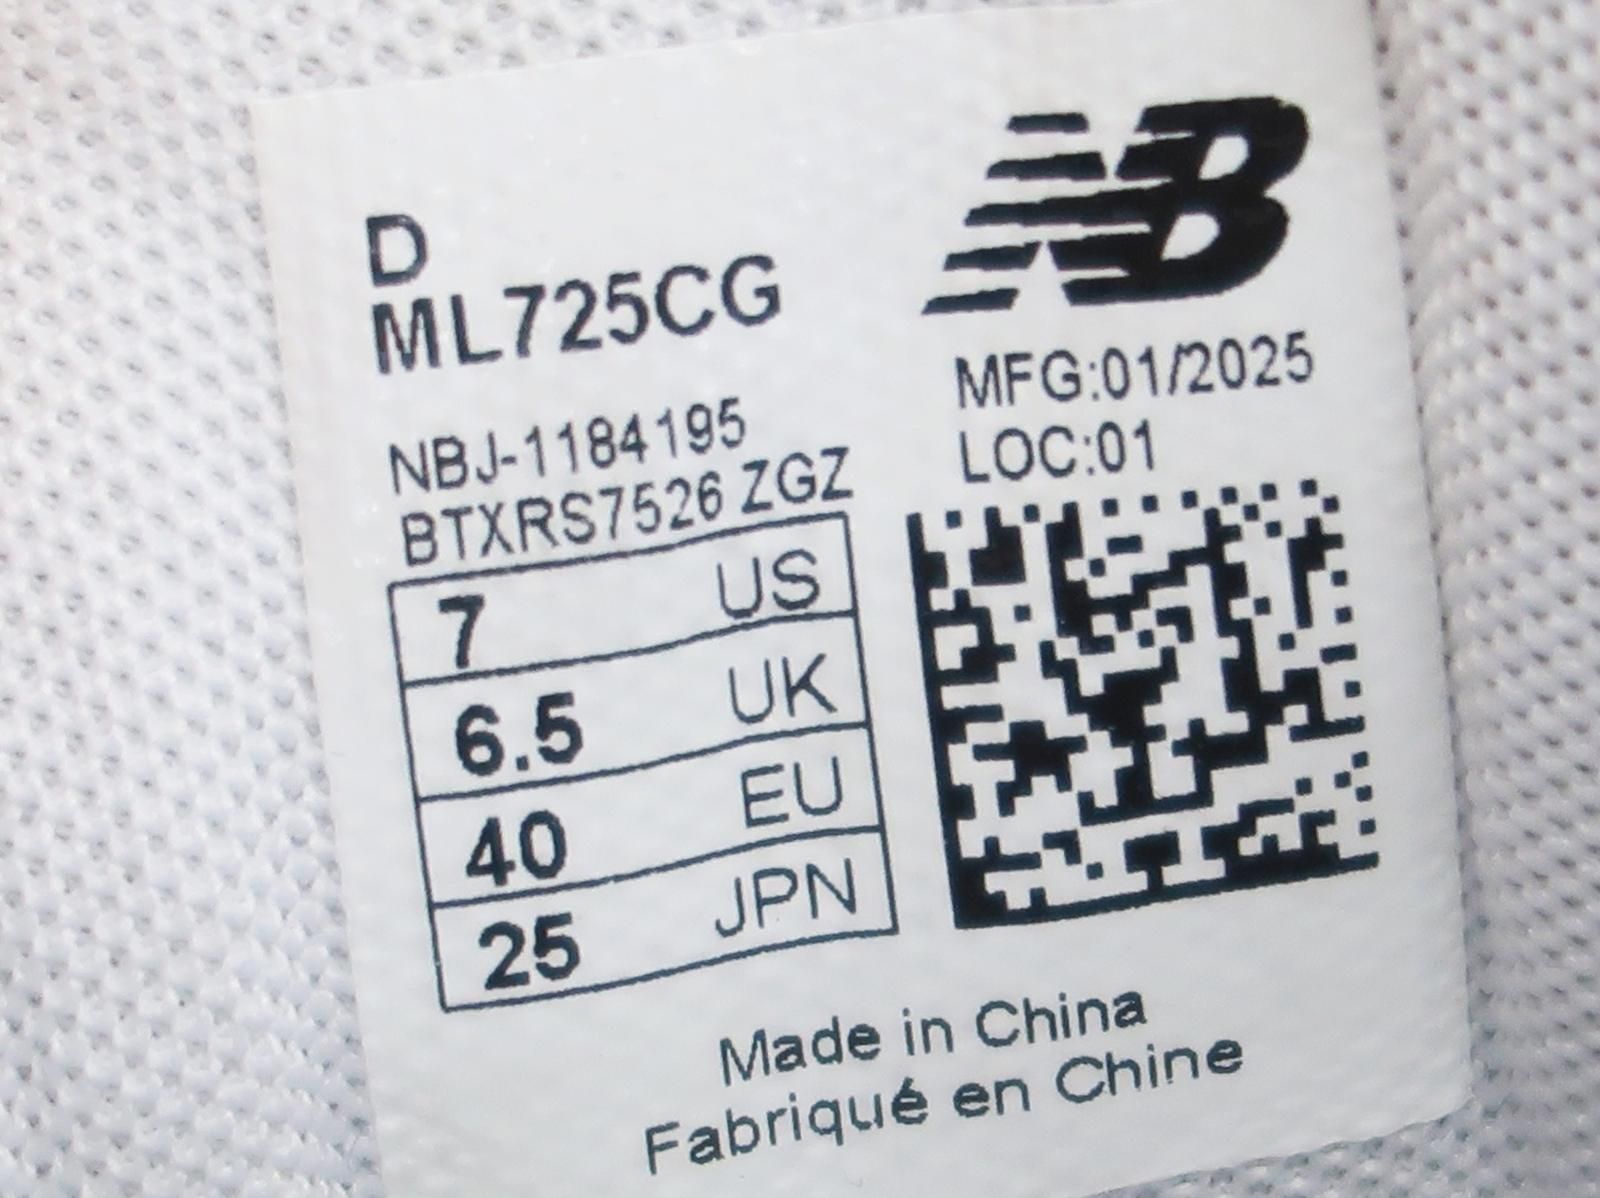 NB
D
ML725CG
MFG:01/2025
LOC:01
NBJ-1184195
BTXRS7526 ZGZ
7 US
6.5 UK
40 EU
25 JPN
Made in China
Fabriqué en Chine